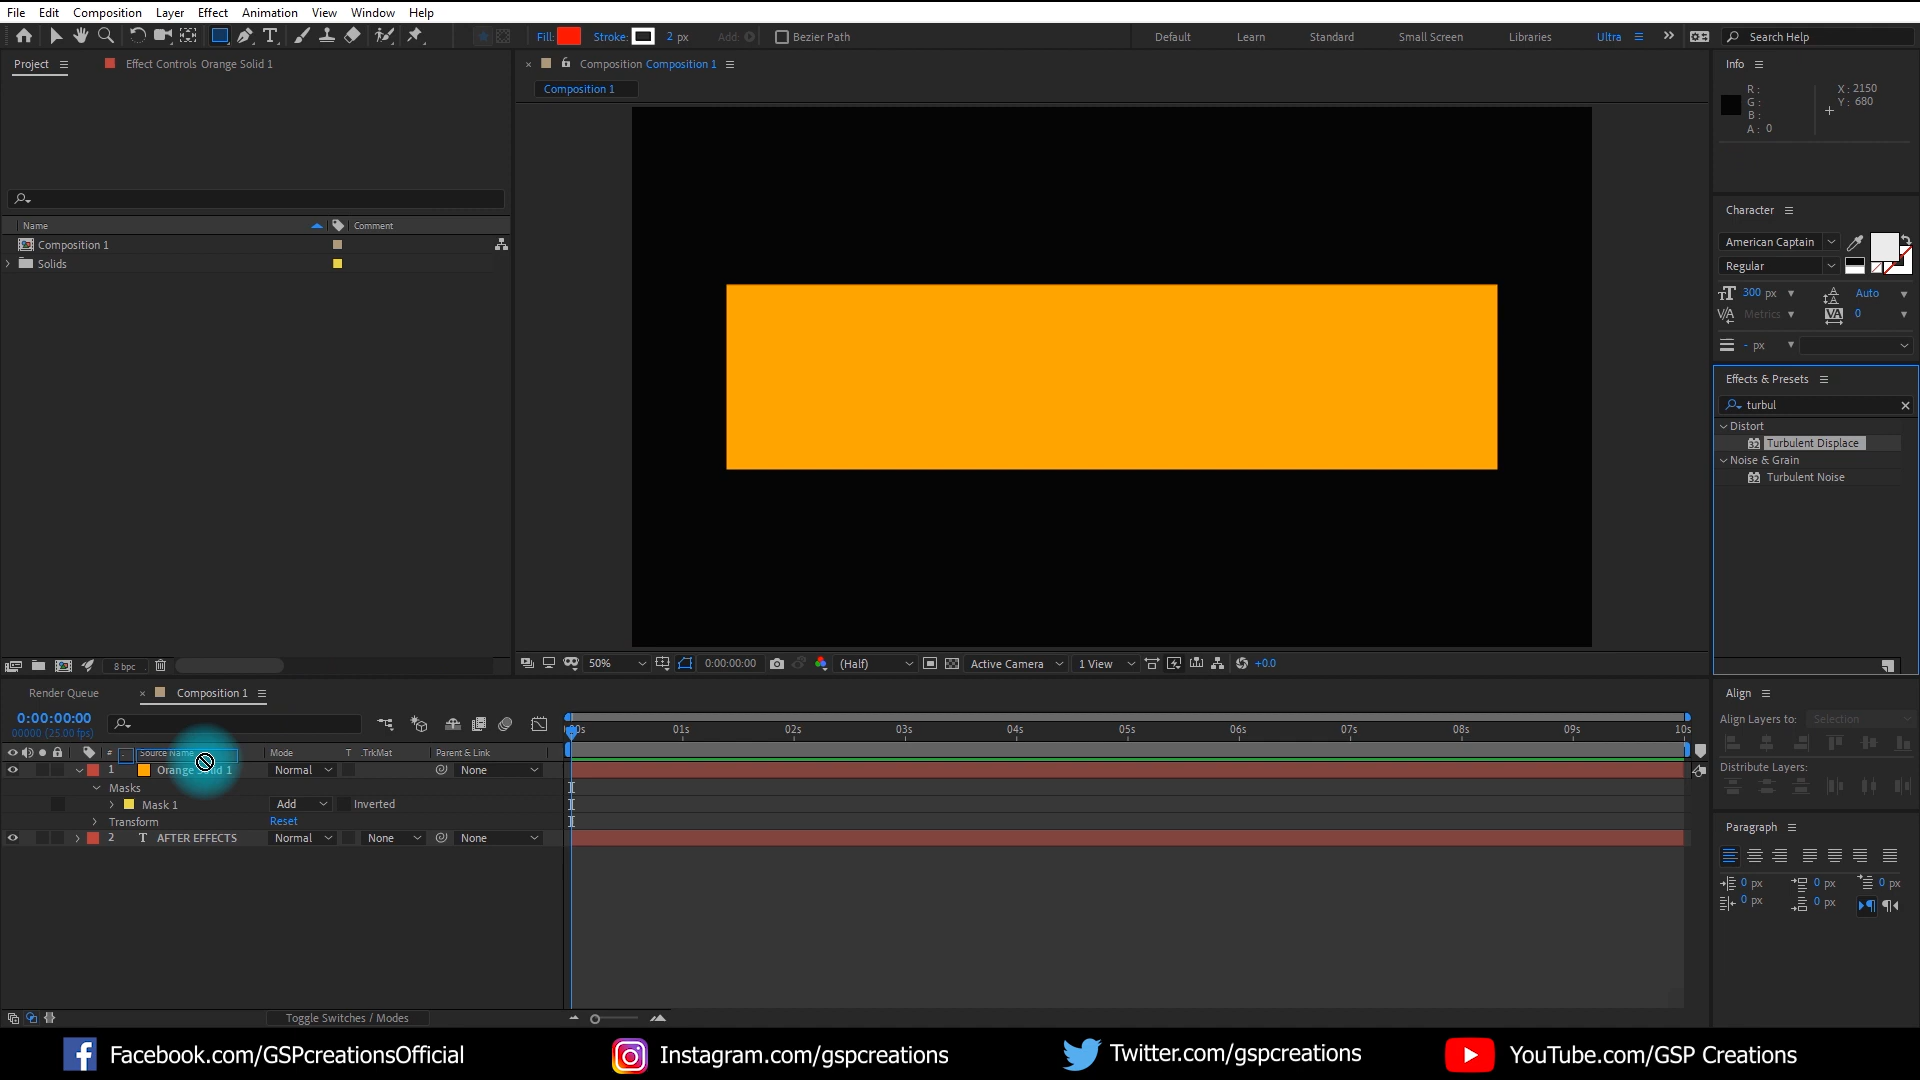 File Edit Composition Layer Effect Animation View Window Help
Fill: Stroke: 2 px Add: Bezier Path Default Learn Standard Small Screen Libraries Ultra Search Help
Project Effect Controls Orange Solid 1
Composition Composition 1
Composition 1
Info
R:
G:
B:
A: 0
X: 2150
Y: 680
Name Comment
Composition 1
Solids
Character
American Captain
Regular
300 px Auto
Metrics 0
- px
Effects & Presets
turbul
Distort
Turbulent Displace
Noise & Grain
Turbulent Noise
8 bpc
50% 0:00:00:00 (Half) Active Camera 1 View +0.0
Render Queue Composition 1
0:00:00:00
00000 (25.00 fps)
00s 01s 02s 03s 04s 05s 06s 07s 08s 09s 10s
# Source Name Mode T .TrkMat Parent & Link
1 Orange Solid 1 Normal None
Masks
Mask 1 Add Inverted
Transform Reset
2 T AFTER EFFECTS Normal None None
Toggle Switches / Modes
Align
Align Layers to: Selection
Distribute Layers:
Paragraph
0 px 0 px 0 px
0 px 0 px
Facebook.com/GSPcreationsOfficial Instagram.com/gspcreations Twitter.com/gspcreations YouTube.com/GSP Creations